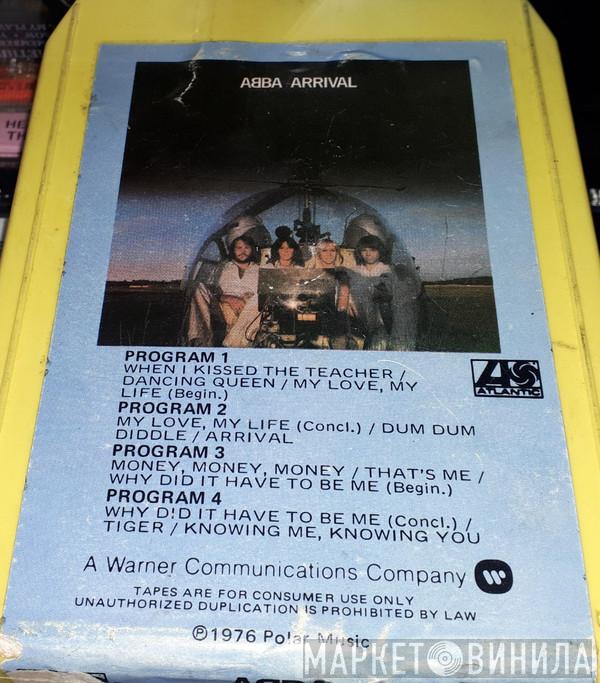 ABBA ARRIVAL
PROGRAM 1
WHEN I KISSED THE TEACHER /
DANCING QUEEN / MY LOVE, MY
LIFE (Begin.)
ATLANTIC
PROGRAM 2
MY LOVE, MY LIFE (Concl.) / DUM DUM
DIDDLE / ARRIVAL
PROGRAM 3
MONEY, MONEY, MONEY / THAT'S ME /
WHY DID IT HAVE TO BE ME (Begin.)
PROGRAM 4
WHY DID IT HAVE TO BE ME (Concl.) /
TIGER / KNOWING ME, KNOWING YOU
A Warner Communications Company
TAPES ARE FOR CONSUMER USE ONLY
UNAUTHORIZED DUPLICATION IS PROHIBITED BY LAW
℗1976 Polar Music
МАРКЕТ ВИНИЛА
ABBA